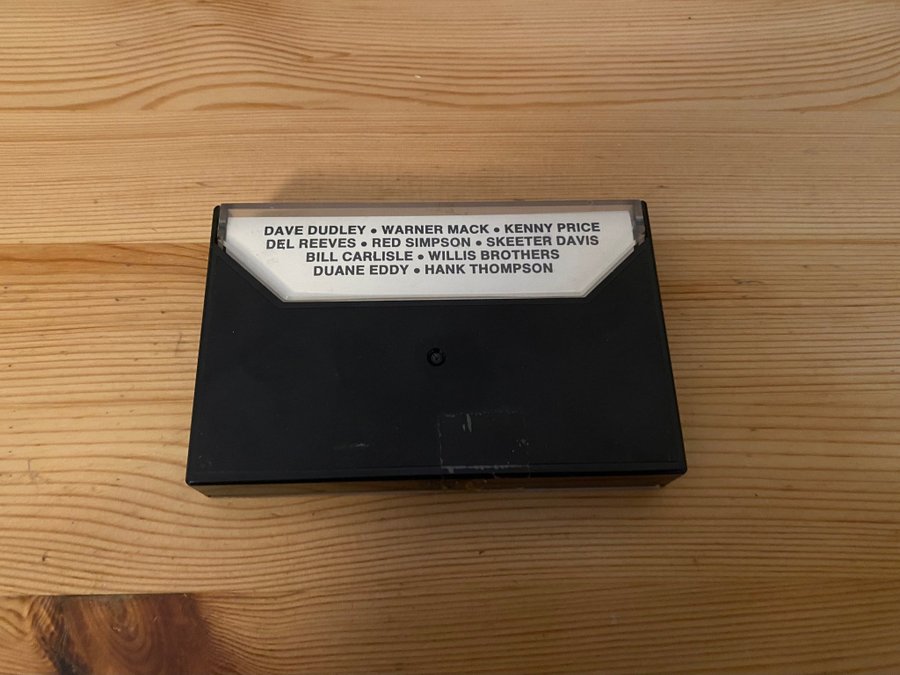 DAVE DUDLEY • WARNER MACK • KENNY PRICE
DEL REEVES • RED SIMPSON • SKEETER DAVIS
BILL CARLISLE • WILLIS BROTHERS
DUANE EDDY • HANK THOMPSON